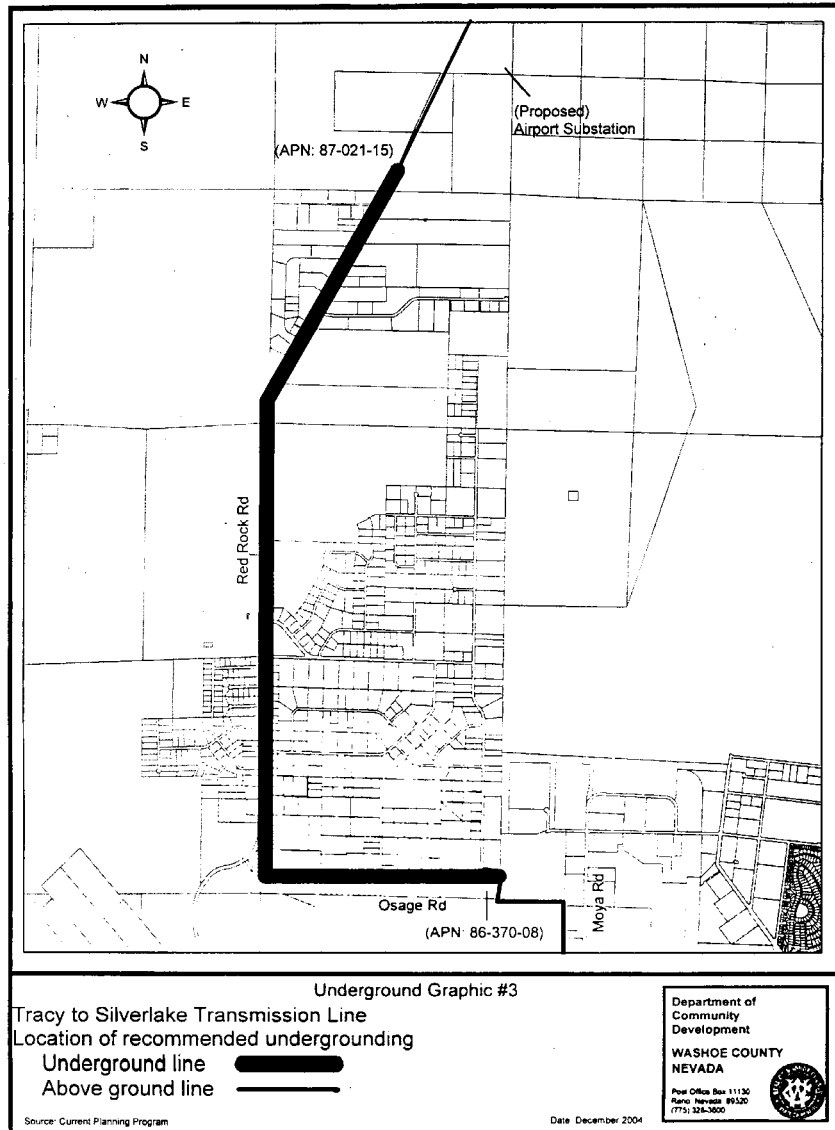 N
W E
S
(Proposed)
Airport Substation
(APN: 87-021-15)
Red Rock Rd
Osage Rd
Moya Rd
(APN: 86-370-08)
Underground Graphic #3
Tracy to Silverlake Transmission Line
Location of recommended undergrounding
Underground line
Above ground line
Source: Current Planning Program
Date: December 2004
Department of
Community
Development
WASHOE COUNTY
NEVADA
Post Office Box 11130
Reno, Nevada 89520
(775) 328-3600